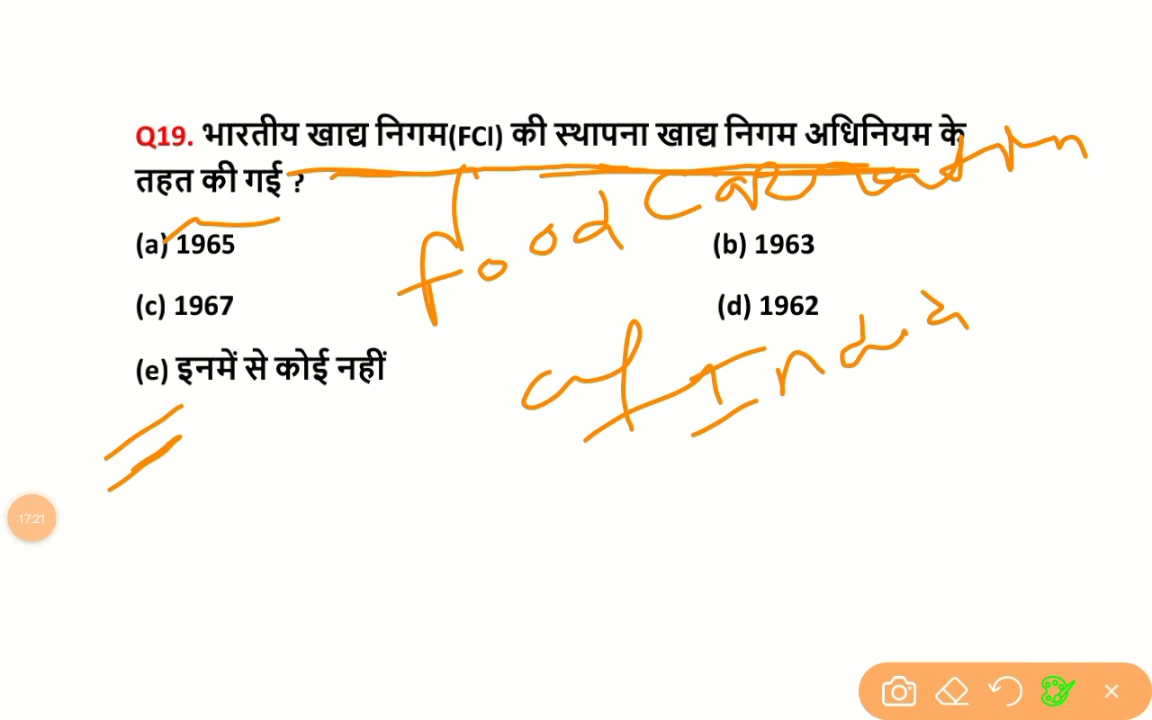 Q19. भारतीय खाद्य निगम(FCI) की स्थापना खाद्य निगम अधिनियम के
तहत की गई ?
(a) 1965
(b) 1963
(c) 1967
(d) 1962
(e) इनमें से कोई नहीं
food
of India
17:21